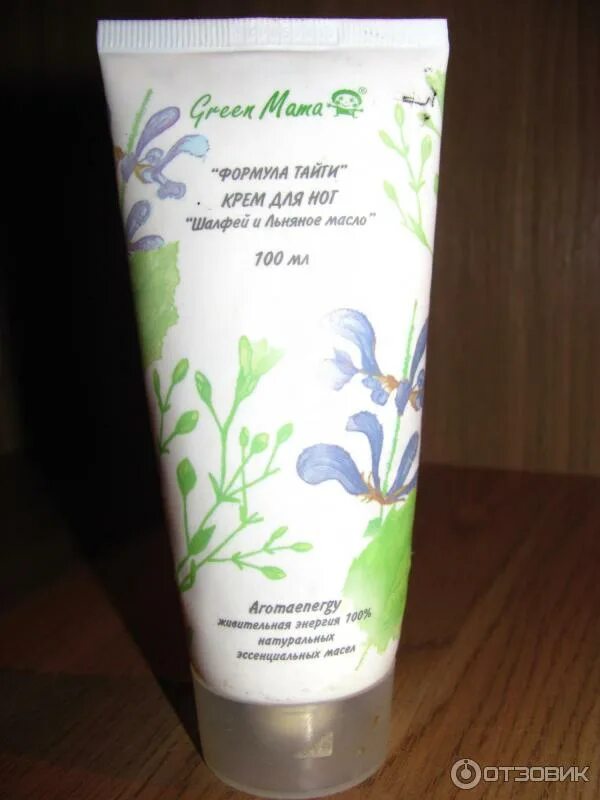 Green Mama®
"ФОРМУЛА ТАЙГИ"
КРЕМ ДЛЯ НОГ
"Шалфей и Льняное масло"
100 мл
Aromaenergy
живительная энергия 100%
натуральных
эссенциальных масел
ОТЗОВИК